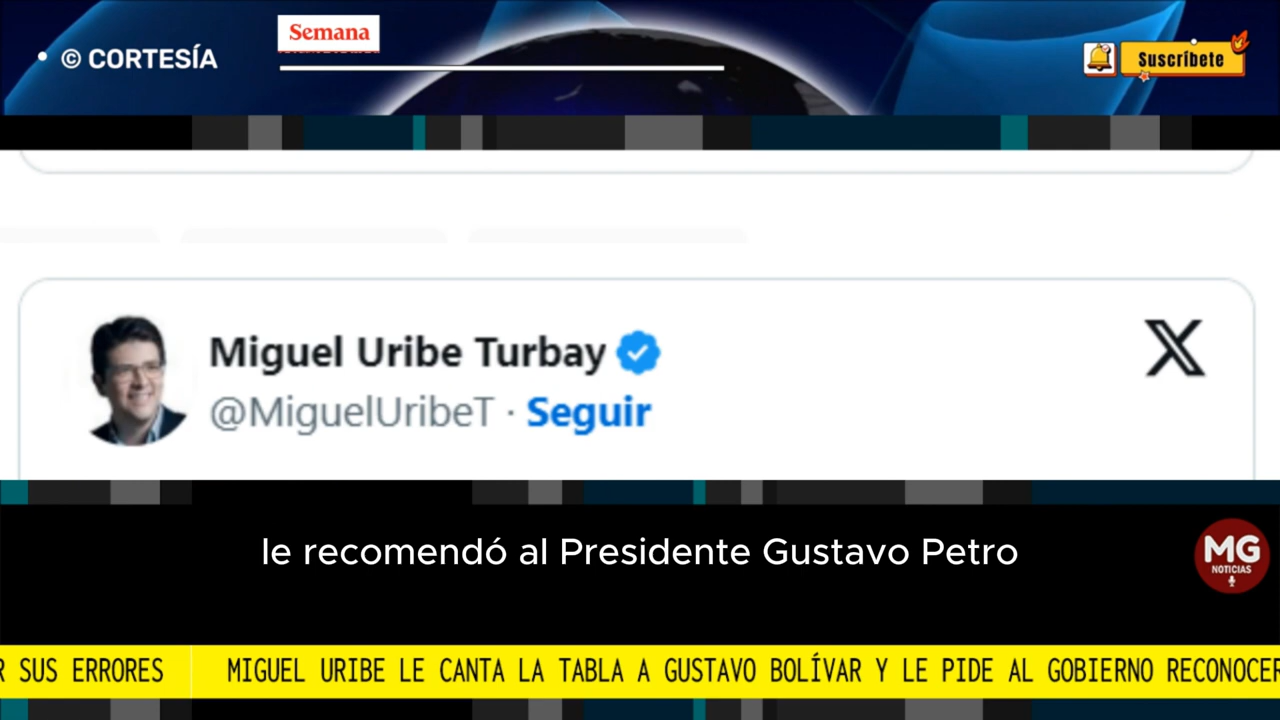 Semana
• © CORTESÍA
Suscríbete
Miguel Uribe Turbay
X
@MiguelUribeT · Seguir
le recomendó al Presidente Gustavo Petro
MG
NOTICIAS
R SUS ERRORES MIGUEL URIBE LE CANTA LA TABLA A GUSTAVO BOLÍVAR Y LE PIDE AL GOBIERNO RECONOCER